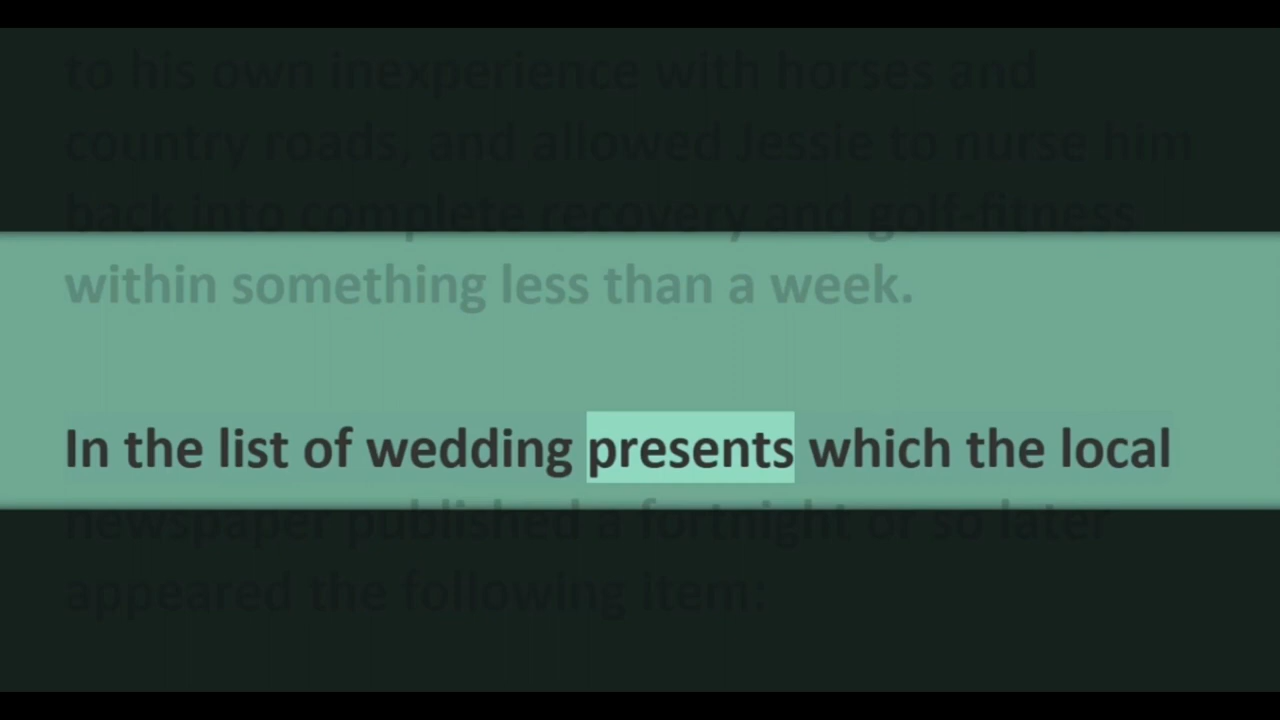 to his own inexperience with horses and
country roads, and allowed Jessie to nurse him
back into complete recovery and golf-fitness
within something less than a week.
In the list of wedding presents which the local
newspaper published a fortnight or so later
appeared the following item: